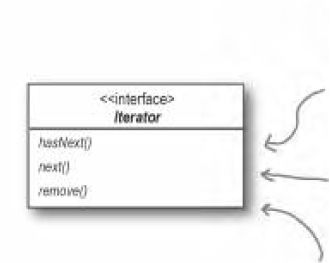 <<interface>
Iterator
hasNext()
next()
remove()